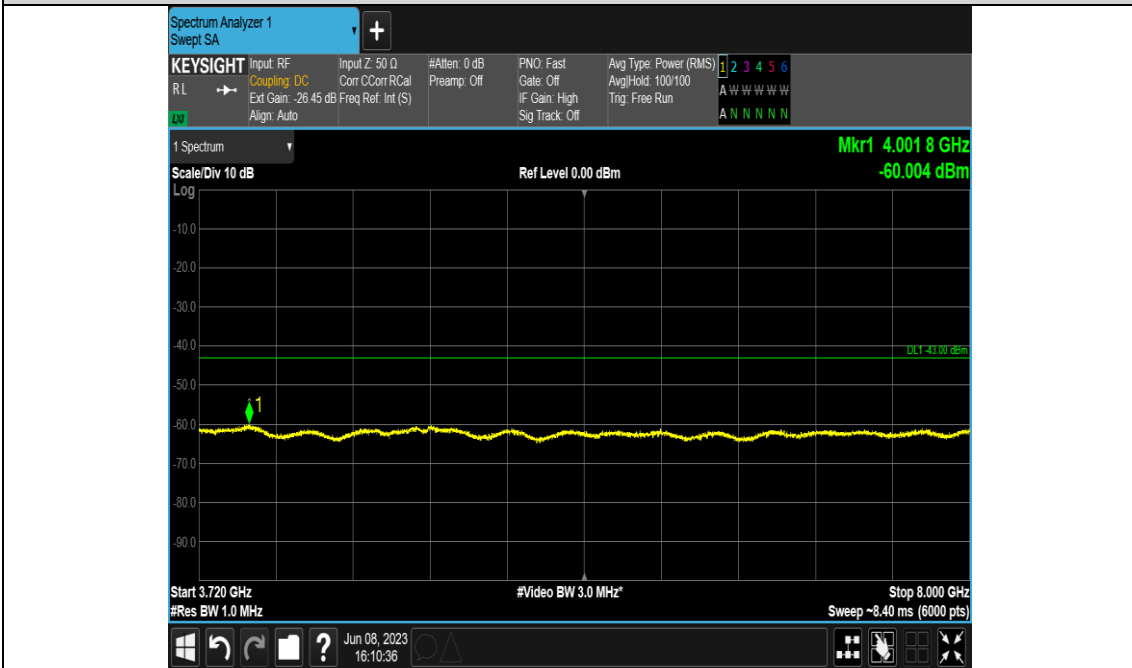 Spectrum Analyzer 1
Swept SA
+
KEYSIGHT
RL
LXI
Input: RF
Coupling: DC
Ext Gain: -26.45 dB
Align: Auto
Input Z: 50 Ω
Corr CCorr RCal
Freq Ref: Int (S)
#Atten: 0 dB
Preamp: Off
PNO: Fast
Gate: Off
IF Gain: High
Sig Track: Off
Avg Type: Power (RMS)
Avg|Hold: 100/100
Trig: Free Run
1 2 3 4 5 6
A W W W W W
A N N N N N
1 Spectrum
Mkr1 4.001 8 GHz
-60.004 dBm
Scale/Div 10 dB
Ref Level 0.00 dBm
Log
-10.0
-20.0
-30.0
-40.0
DL1 -43.00 dBm
-50.0
1
-60.0
-70.0
-80.0
-90.0
Start 3.720 GHz
#Video BW 3.0 MHz*
Stop 8.000 GHz
#Res BW 1.0 MHz
Sweep ~8.40 ms (6000 pts)
?
Jun 08, 2023
16:10:36